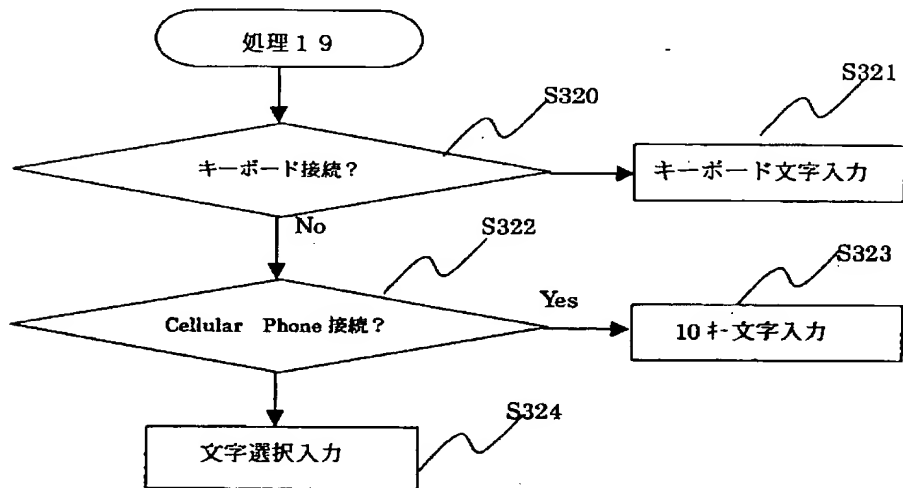 処理１９
S320
S321
キーボード接続？
キーボード文字入力
No
S322
S323
Cellular Phone 接続？
Yes
10ｷｰ文字入力
S324
文字選択入力